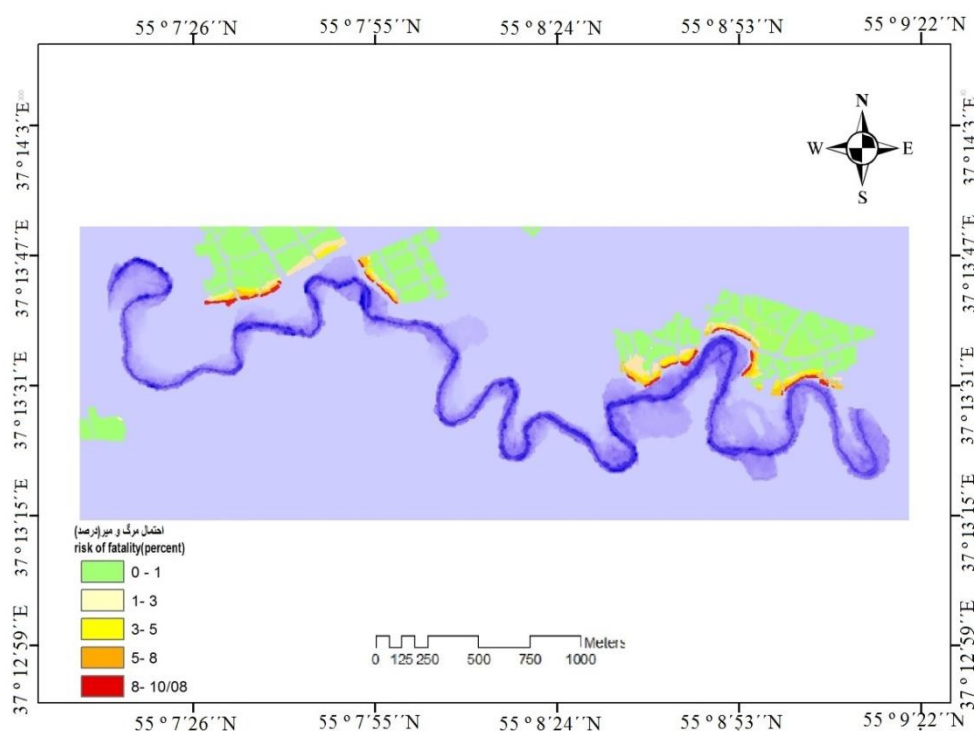 55 º 7´26´´N 55 º 7´55´´N 55 º 8´24´´N 55 º 8´53´´N 55 º 9´22´´N
37 º 14´3´´E 37 º 14´3´´E
N
W E
S
37 º 13´47´´E 37 º 13´47´´E
37 º 13´31´´E 37 º 13´31´´E
37 º 13´15´´E 37 º 13´15´´E
احتمال مرگ و میر(درصد)
risk of fatality(percent)
0 - 1
1- 3
3- 5
5- 8
8- 10/08
Meters
0 125 250 500 750 1000
37 º 12´59´´E 37 º 12´59´´E
55 º 7´26´´N 55 º 7´55´´N 55 º 8´24´´N 55 º 8´53´´N 55 º 9´22´´N